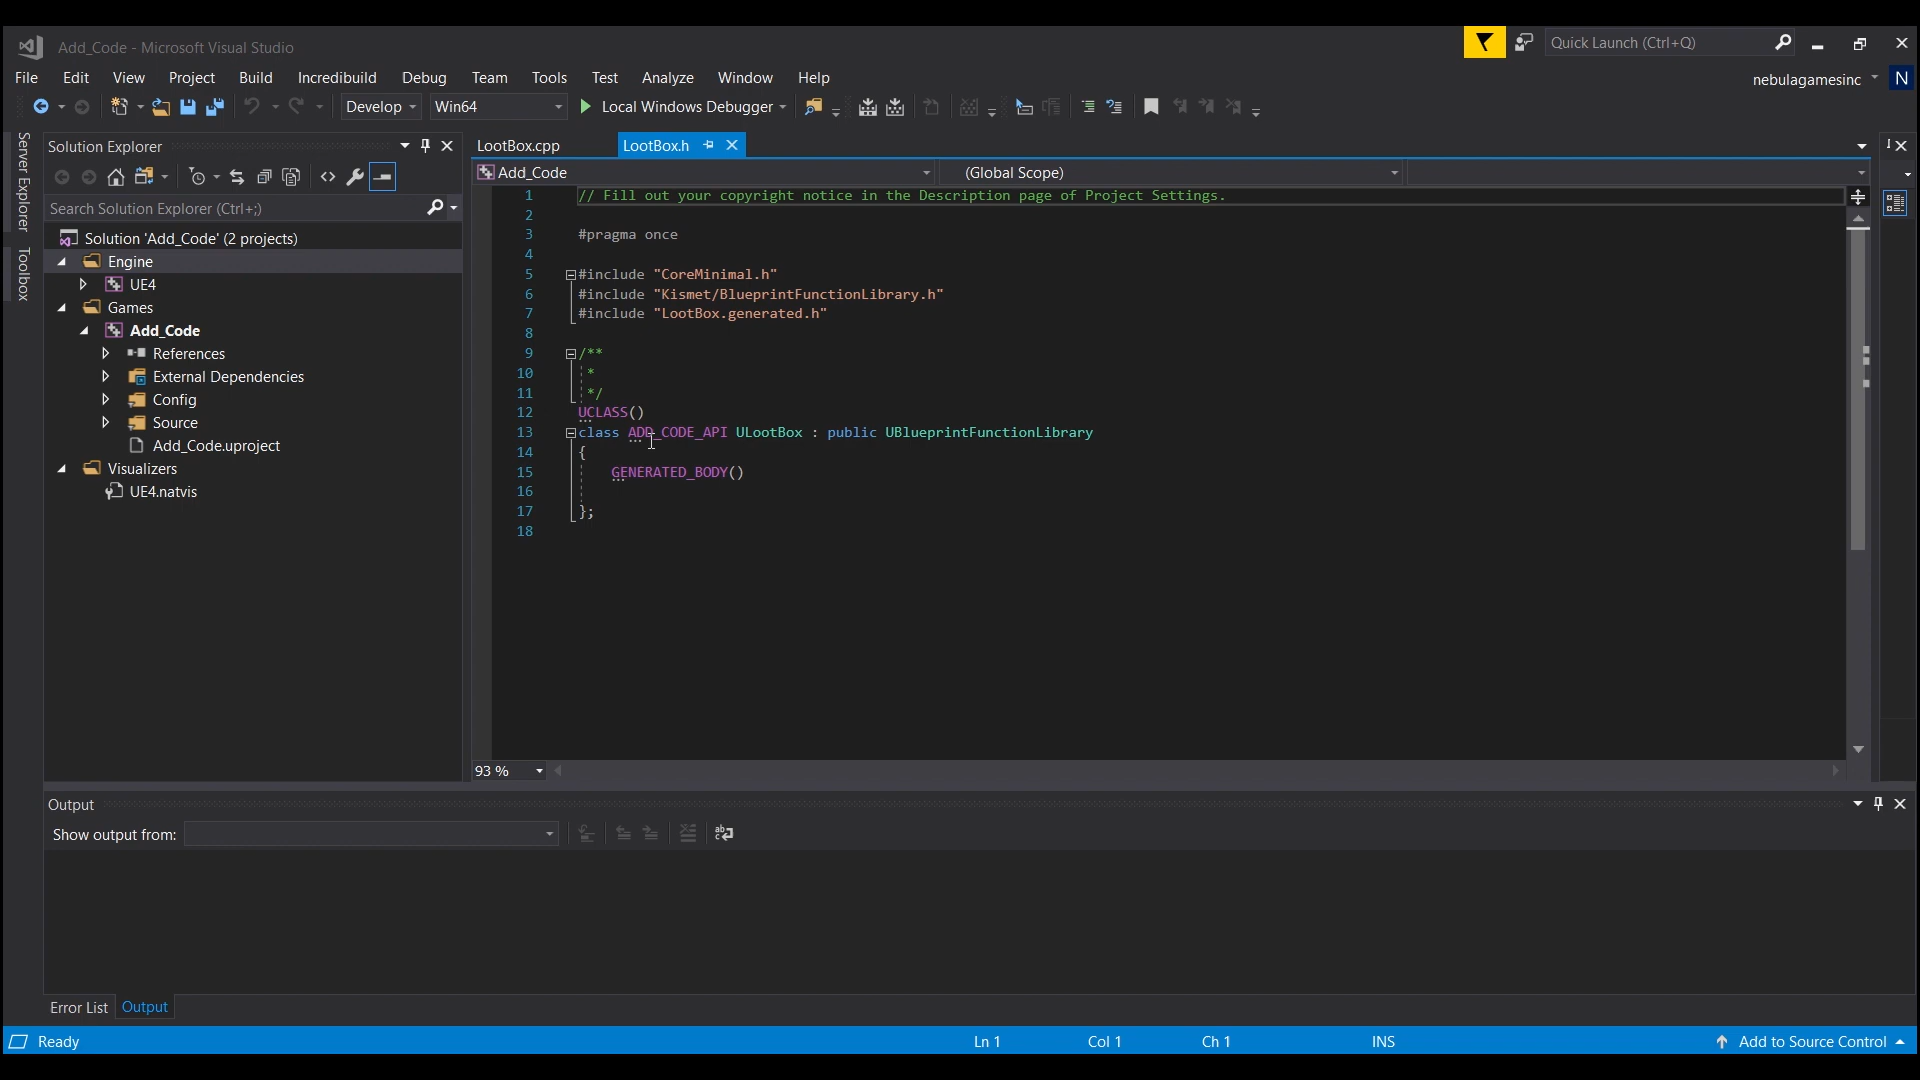 Add_Code - Microsoft Visual Studio
Quick Launch (Ctrl+Q)
File Edit View Project Build Incredibuild Debug Team Tools Test Analyze Window Help
nebulagamesinc N
Develop Win64 Local Windows Debugger
Server Explorer
Toolbox
Solution Explorer
Search Solution Explorer (Ctrl+;)
Solution 'Add_Code' (2 projects)
Engine
UE4
Games
Add_Code
References
External Dependencies
Config
Source
Add_Code.uproject
Visualizers
UE4.natvis
LootBox.cpp LootBox.h
Add_Code (Global Scope)
1 // Fill out your copyright notice in the Description page of Project Settings.
2
3 #pragma once
4
5 #include "CoreMinimal.h"
6 #include "Kismet/BlueprintFunctionLibrary.h"
7 #include "LootBox.generated.h"
8
9 /**
10 *
11 */
12 UCLASS()
13 class ADD_CODE_API ULootBox : public UBlueprintFunctionLibrary
14 {
15 GENERATED_BODY()
16
17 };
18
93 %
Output
Show output from:
Error List Output
Ready Ln 1 Col 1 Ch 1 INS Add to Source Control